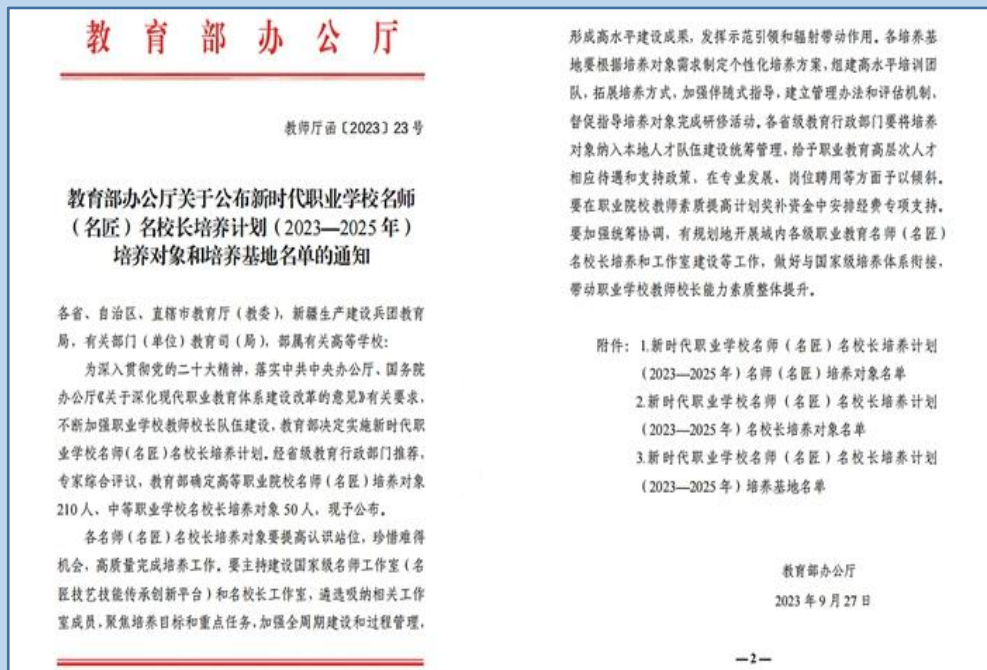 教育部办公厅
教师厅函〔2023〕23号
教育部办公厅关于公布新时代职业学校名师
（名匠）名校长培养计划（2023—2025年）
培养对象和培养基地名单的通知
各省、自治区、直辖市教育厅（教委），新疆生产建设兵团教育
局，有关部门（单位）教育司（局），部属有关高等学校：
为深入贯彻党的二十大精神，落实中共中央办公厅、国务院
办公厅《关于深化现代职业教育体系建设改革的意见》有关要求，
不断加强职业学校教师校长队伍建设，教育部决定实施新时代职
业学校名师（名匠）名校长培养计划。经省级教育行政部门推荐，
专家综合评议，教育部确定高等职业院校名师（名匠）培养对象
210人、中等职业学校名校长培养对象50人，现予公布。
各名师（名匠）名校长培养对象要提高认识站位，珍惜难得
机会，高质量完成培养工作。要主持建设国家级名师工作室（名
匠技艺技能传承创新平台）和名校长工作室，遴选吸纳相关工作
室成员，聚焦培养目标和重点任务，加强全周期建设和过程管理，
形成高水平建设成果，发挥示范引领和辐射带动作用。各培养基
地要根据培养对象需求制定个性化培养方案，组建高水平培训团
队，拓展培养方式，加强伴随式指导，建立管理办法和评估机制，
督促指导培养对象完成研修活动。各省级教育行政部门要将培养
对象纳入本地人才队伍建设统筹管理，给予职业教育高层次人才
相应待遇和支持政策，在专业发展、岗位聘用等方面予以倾斜。
要在职业院校教师素质提高计划奖补资金中安排经费专项支持。
要加强统筹协调，有规划地开展域内各级职业教育名师（名匠）
名校长培养和工作室建设等工作，做好与国家级培养体系衔接，
带动职业学校教师校长能力素质整体提升。
附件：1.新时代职业学校名师（名匠）名校长培养计划
（2023—2025年）名师（名匠）培养对象名单
2.新时代职业学校名师（名匠）名校长培养计划
（2023—2025年）名校长培养对象名单
3.新时代职业学校名师（名匠）名校长培养计划
（2023—2025年）培养基地名单
教育部办公厅
2023年9月27日
—2—